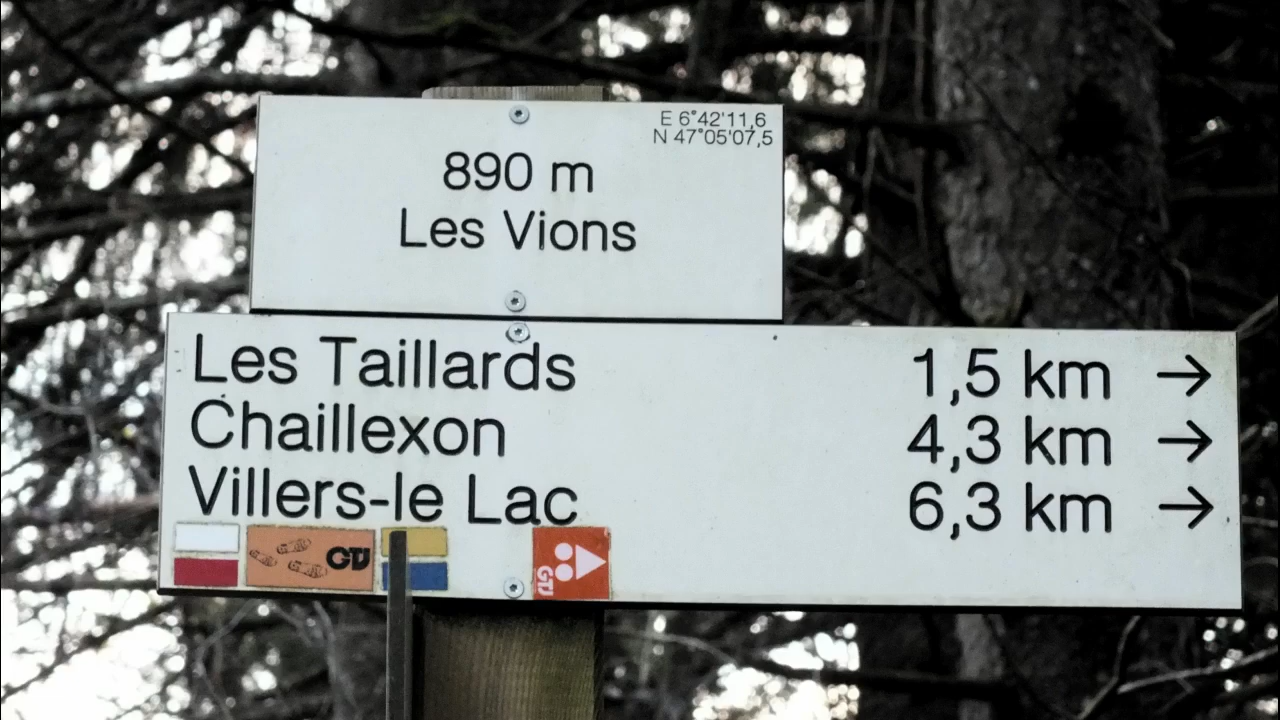 E 6°42'11,6
N 47°05'07,5
890 m
Les Vions
Les Taillards 1,5 km →
Chaillexon 4,3 km →
Villers-le Lac 6,3 km →
GTJ
GTJ